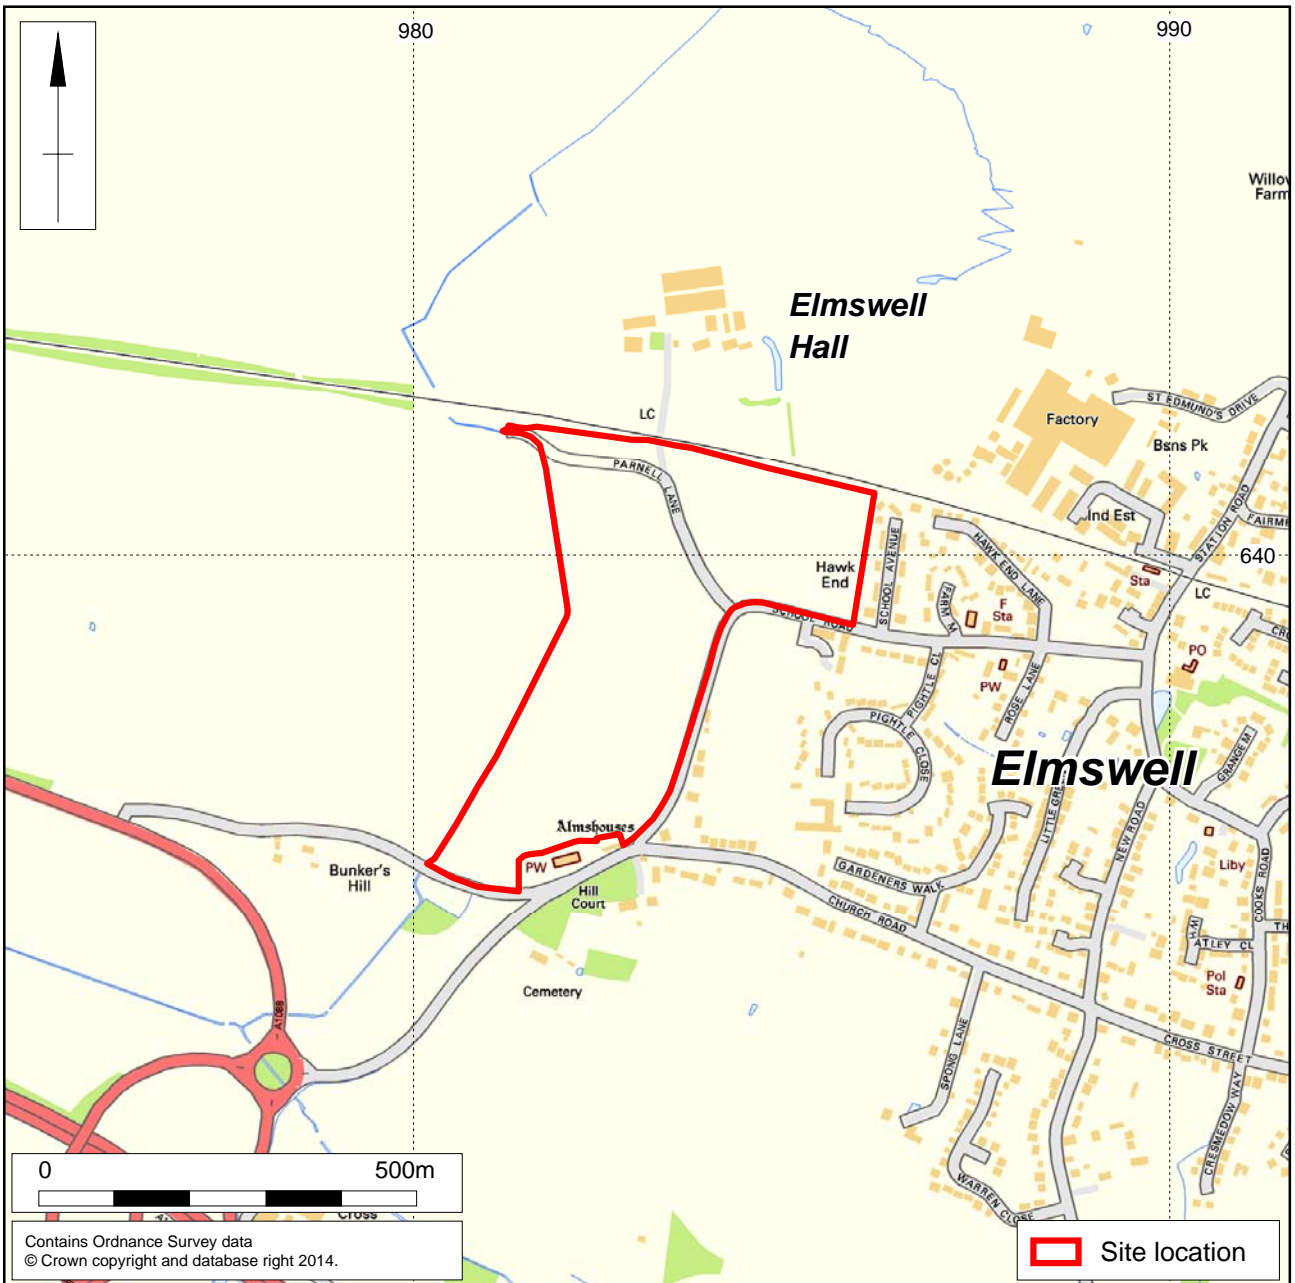 980
990
Willow
Farm
Elmswell
Hall
LC
ST EDMUND'S DRIVE
Factory
Bsns Pk
PARNELL LANE
Ind Est
STATION ROAD
SCHOOL AVENUE
HAWK END LANE
640
Hawk
End
Sta
LC
FARM M
F
Sta
SCHOOL ROAD
PO
PIGHTLE CL
PW
ROSE LANE
PIGHTLE CLOSE
Elmswell
GRANGE M
NEW ROAD
Almshouses
PW
Bunker's
Hill
Liby
COOKS ROAD
GARDENERS WALK
Hill
Court
CHURCH ROAD
ATLEY CL
Pol
Sta
Cemetery
A1088
CROSS STREET
SPONG LANE
CRESMEDOW WAY
WARREN CLOSE
0 500m
Cross
Contains Ordnance Survey data
© Crown copyright and database right 2014.
Site location